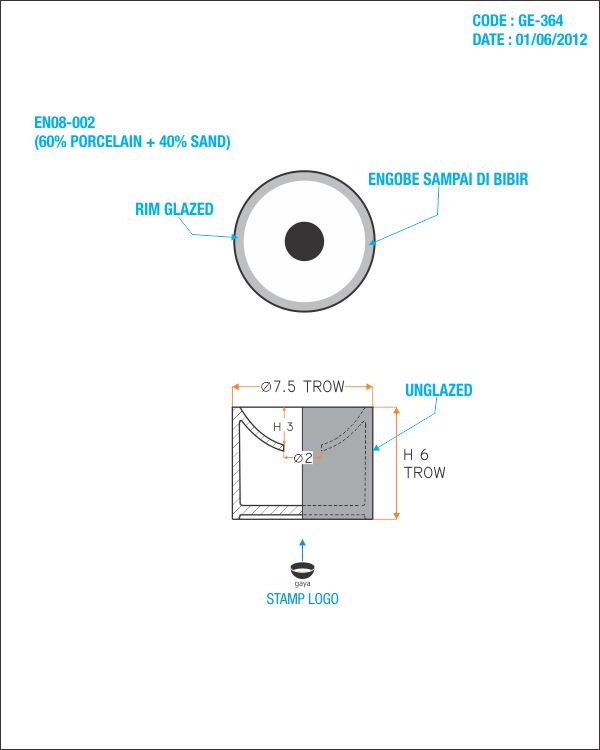 CODE : GE-364
DATE : 01/06/2012
EN08-002
(60% PORCELAIN + 40% SAND)
ENGOBE SAMPAI DI BIBIR
RIM GLAZED
Ø7.5 TROW
UNGLAZED
H 3
Ø2
H 6
TROW
gaya
STAMP LOGO